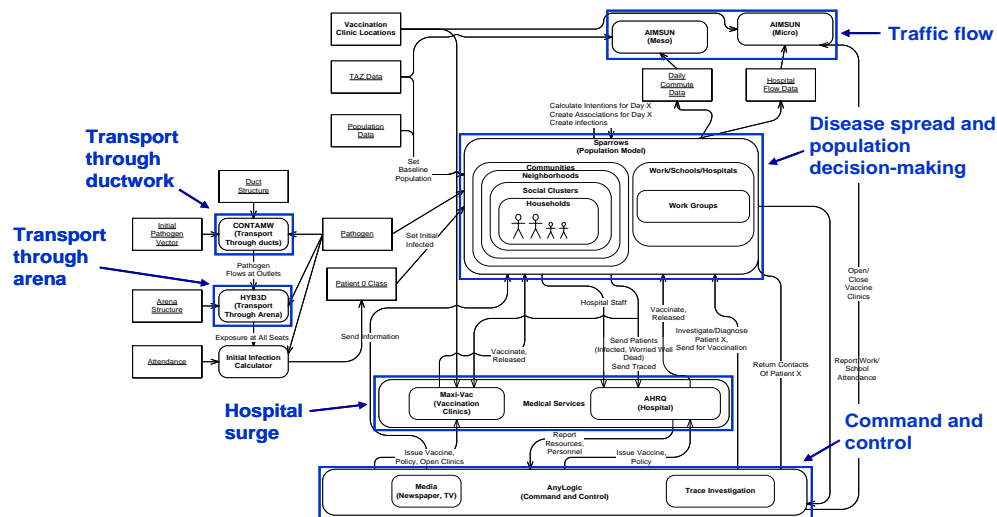 Vaccination
Clinic Locations
AIMSUN
(Meso)
AIMSUN
(Micro)
Traffic flow
TAZ Data
Daily
Commute
Data
Hospital
Flow Data
Population
Data
Calculate Intentions for Day X
Create Associations for Day X
Create infections
Disease spread and
population
decision-making
Transport
through
ductwork
Set
Baseline
Population
Sparrows
(Population Model)
Communities
Neighborhoods
Social Clusters
Households
Work/Schools/Hospitals
Work Groups
Duct
Structure
Initial
Pathogen
Vector
CONTAMW
(Transport
Through ducts)
Pathogen
Set Initial
Infected
Transport
through
arena
Pathogen
Flows at Outlets
Patient 0 Class
Arena
Structure
HYB3D
(Transport
Through Arena)
Open/
Close
Vaccine
Clinics
Hospital Staff
Vaccinate,
Released
Exposure at All Seats
Send Information
Investigate/Diagnose
Patient X,
Send for Vaccination
Attendance
Initial Infection
Calculator
Vaccinate,
Released
Send Patients
(Infected, Worried Well
Dead)
Send Traced
Return Contacts
Of Patient X
Report Work/
School
Attendance
Hospital
surge
Maxi-Vac
(Vaccination
Clinics)
Medical Services
AHRQ
(Hospital)
Command and
control
Issue Vaccine,
Policy, Open Clinics
Report
Resources,
Personnel
Issue Vaccine,
Policy
Media
(Newspaper, TV)
AnyLogic
(Command and Control)
Trace Investigation